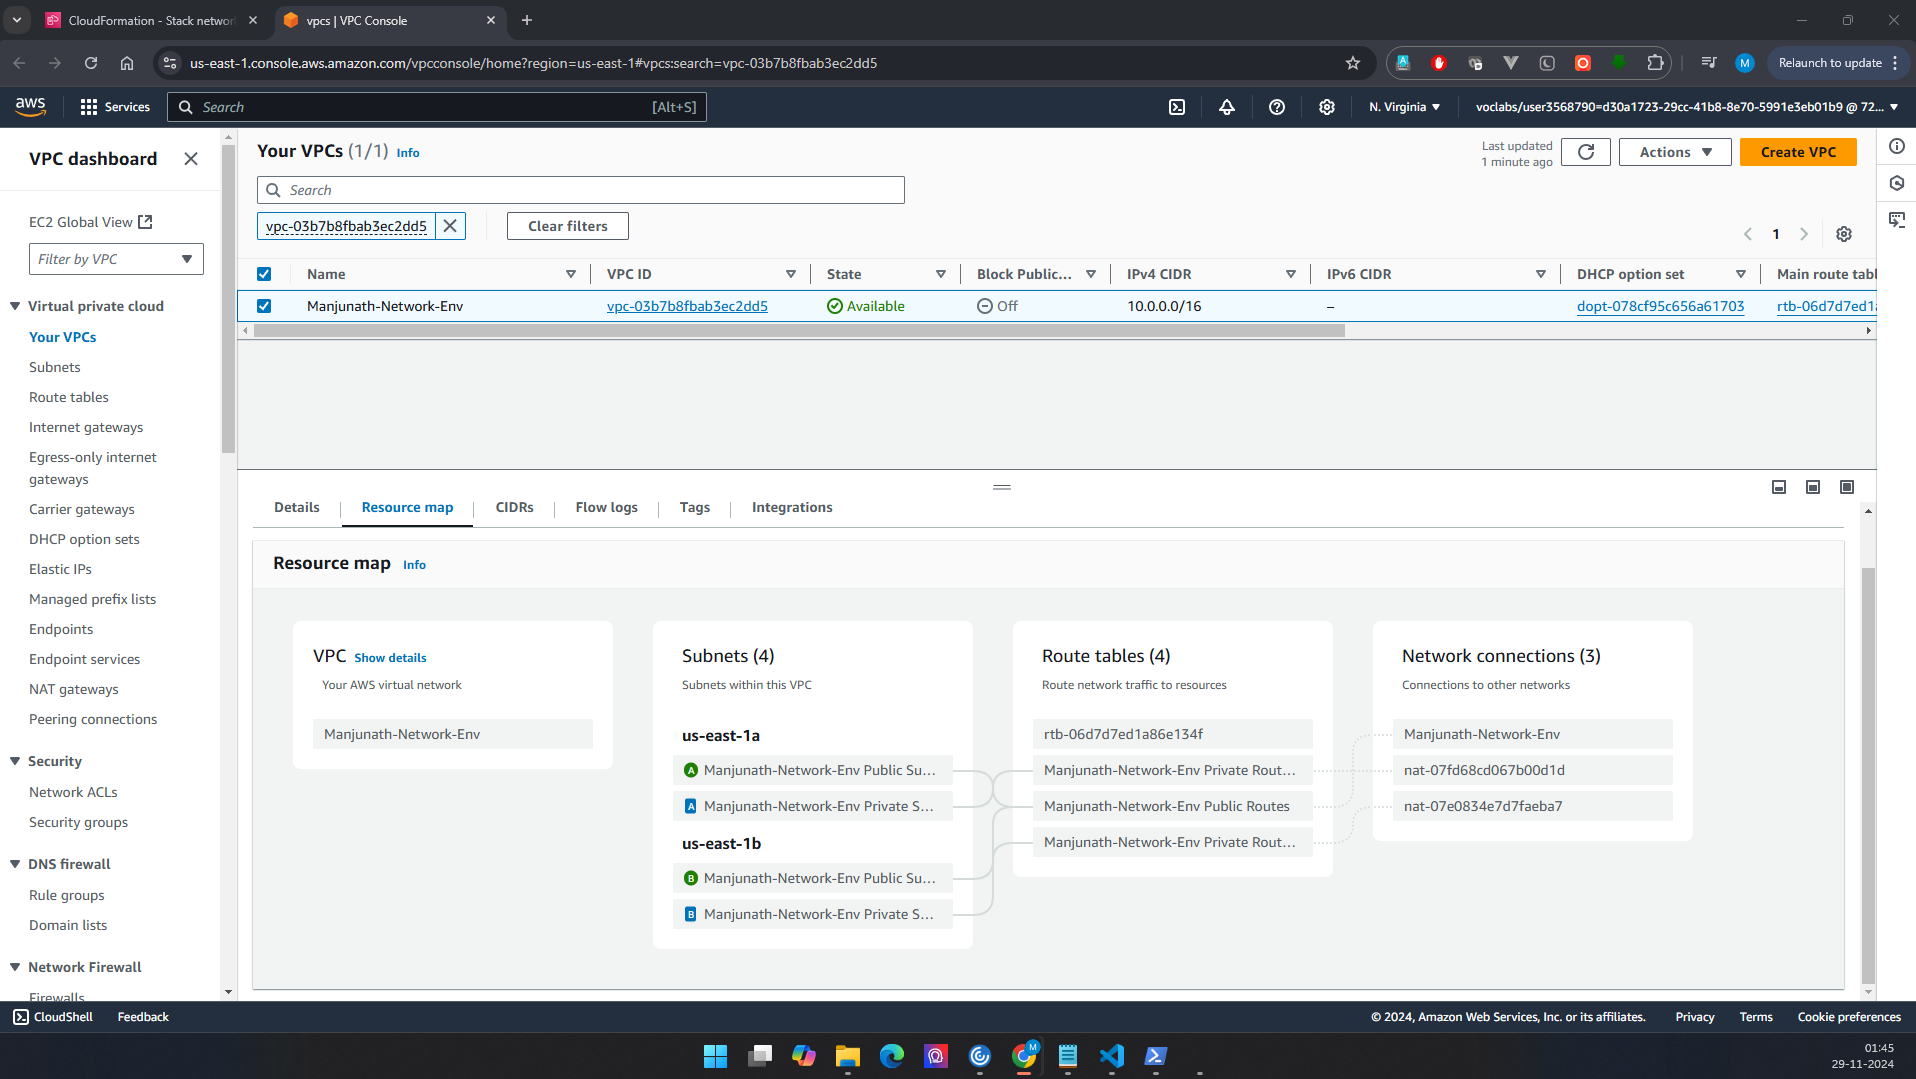 CloudFormation - Stack networ
vpcs | VPC Console
us-east-1.console.aws.amazon.com/vpcconsole/home?region=us-east-1#vpcs:search=vpc-03b7b8fbab3ec2dd5
M
Relaunch to update
aws
Services
Search
[Alt+S]
N. Virginia
voclabs/user3568790=d30a1723-29cc-41b8-8e70-5991e3eb01b9 @ 72...
VPC dashboard
EC2 Global View
Filter by VPC
Virtual private cloud
Your VPCs
Subnets
Route tables
Internet gateways
Egress-only internet
gateways
Carrier gateways
DHCP option sets
Elastic IPs
Managed prefix lists
Endpoints
Endpoint services
NAT gateways
Peering connections
Security
Network ACLs
Security groups
DNS firewall
Rule groups
Domain lists
Network Firewall
Firewalls
Your VPCs (1/1) Info
Last updated
1 minute ago
Actions
Create VPC
Search
vpc-03b7b8fbab3ec2dd5
Clear filters
1
Name
VPC ID
State
Block Public...
IPv4 CIDR
IPv6 CIDR
DHCP option set
Main route tabl
Manjunath-Network-Env
vpc-03b7b8fbab3ec2dd5
Available
Off
10.0.0.0/16
–
dopt-078cf95c656a61703
rtb-06d7d7ed1a
Details
Resource map
CIDRs
Flow logs
Tags
Integrations
Resource map Info
VPC Show details
Your AWS virtual network
Manjunath-Network-Env
Subnets (4)
Subnets within this VPC
us-east-1a
A Manjunath-Network-Env Public Su...
A Manjunath-Network-Env Private S...
us-east-1b
B Manjunath-Network-Env Public Su...
B Manjunath-Network-Env Private S...
Route tables (4)
Route network traffic to resources
rtb-06d7d7ed1a86e134f
Manjunath-Network-Env Private Rout...
Manjunath-Network-Env Public Routes
Manjunath-Network-Env Private Rout...
Network connections (3)
Connections to other networks
Manjunath-Network-Env
nat-07fd68cd067b00d1d
nat-07e0834e7d7faeba7
CloudShell
Feedback
© 2024, Amazon Web Services, Inc. or its affiliates.
Privacy
Terms
Cookie preferences
M
01:45
29-11-2024